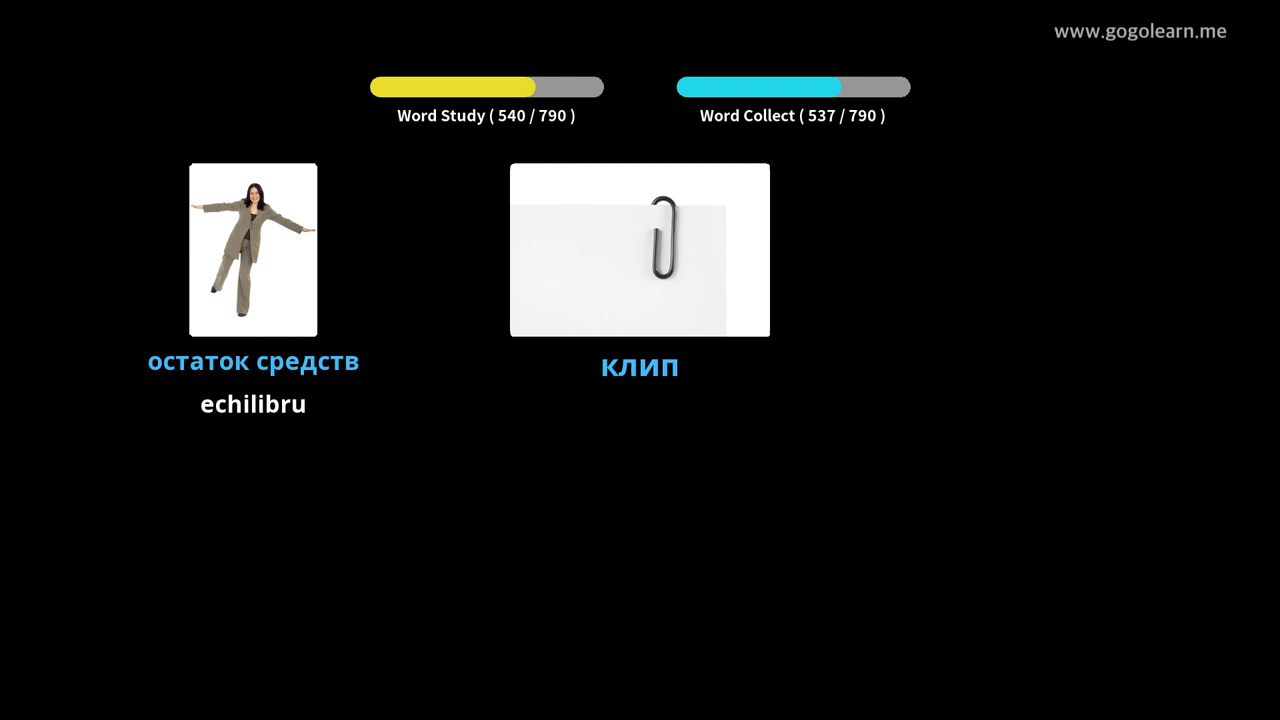 www.gogolearn.me
Word Study ( 540 / 790 )
Word Collect ( 537 / 790 )
остаток средств
echilibru
клип